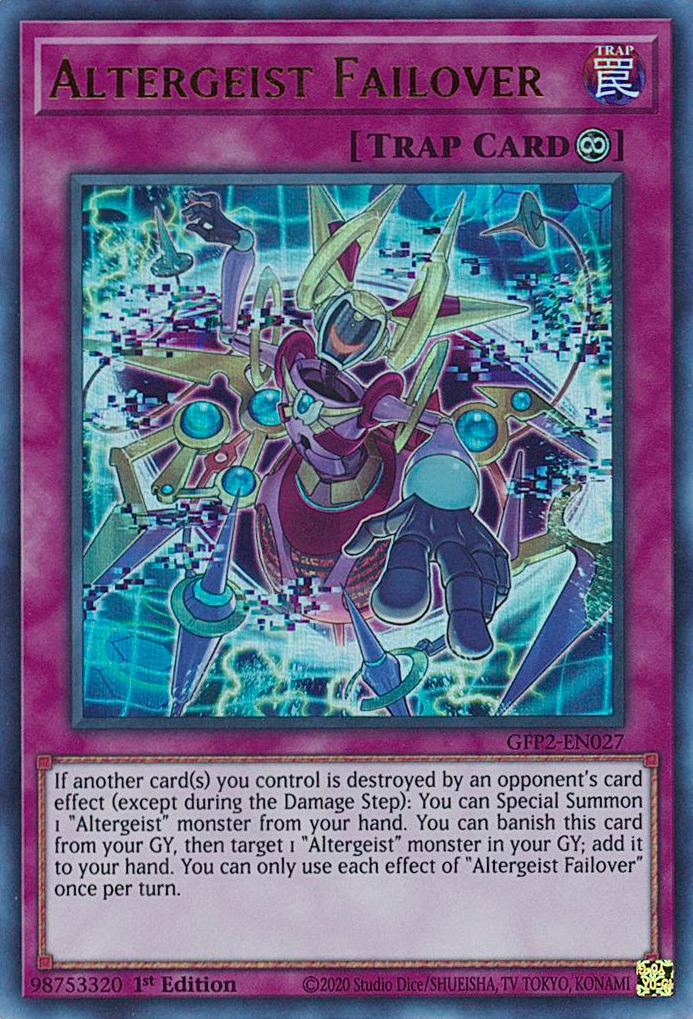 ALTERGEIST FAILOVER
TRAP
罠
[TRAP CARD∞]
GFP2-EN027
If another card(s) you control is destroyed by an opponent's card
effect (except during the Damage Step): You can Special Summon
1 "Altergeist" monster from your hand. You can banish this card
from your GY, then target 1 "Altergeist" monster in your GY; add it
to your hand. You can only use each effect of "Altergeist Failover"
once per turn.
98753320 1st Edition ©2020 Studio Dice/SHUEISHA, TV TOKYO, KONAMI